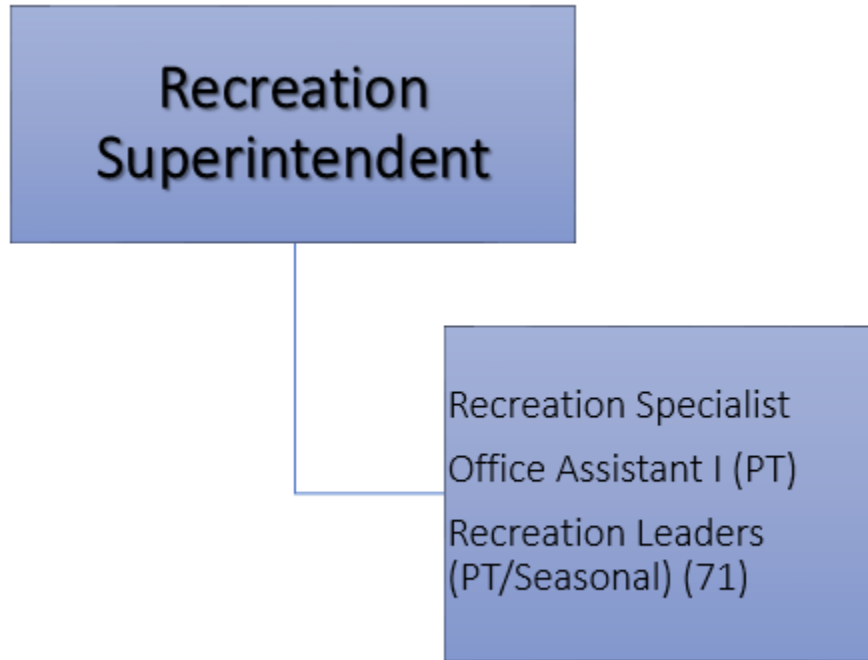 Recreation
Superintendent
Recreation Specialist
Office Assistant I (PT)
Recreation Leaders
(PT/Seasonal) (71)